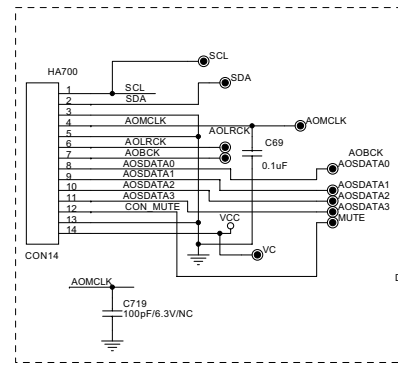 SCL
HA700
SDA
1 SCL
2 SDA
3
4 AOMCLK
AOMCLK
5
AOLRCK
C69
6 AOLRCK
7 AOBCK
AOBCK
0.1uF
8 AOSDATA0
AOSDATA0
9 AOSDATA1
10 AOSDATA2
AOSDATA1
11 AOSDATA3
AOSDATA2
12 CON_MUTE
AOSDATA3
VCC
MUTE
13
14
VC
CON14
D
AOMCLK
C719
100pF/6.3V/NC